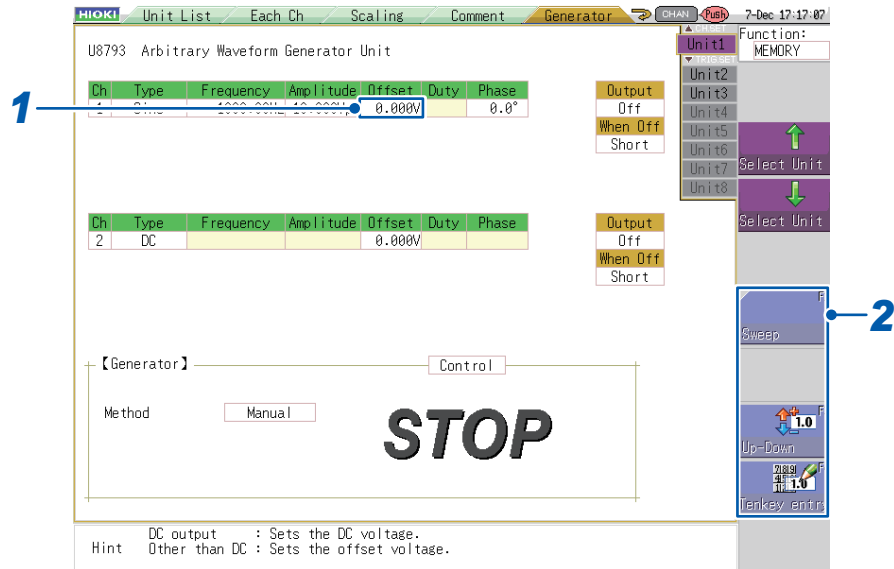 HIOKI Unit List Each Ch Scaling Comment Generator CHAN Push 7-Dec 17:17:07
Function:
MEMORY
U8793 Arbitrary Waveform Generator Unit
Unit1
Unit2
Unit3
Unit4
Unit5
Unit6
Unit7
Unit8
Select Unit
Select Unit
1
Ch Type Frequency Amplitude Offset Duty Phase
0.000V 0.0°
Output
Off
When Off
Short
Ch Type Frequency Amplitude Offset Duty Phase
2 DC 0.000V
Output
Off
When Off
Short
2
F
Sweep
【Generator】 Control
Method Manual STOP
1.0 F
Up-Down
1.0 F
Tenkey entr
Hint DC output : Sets the DC voltage.
Other than DC : Sets the offset voltage.